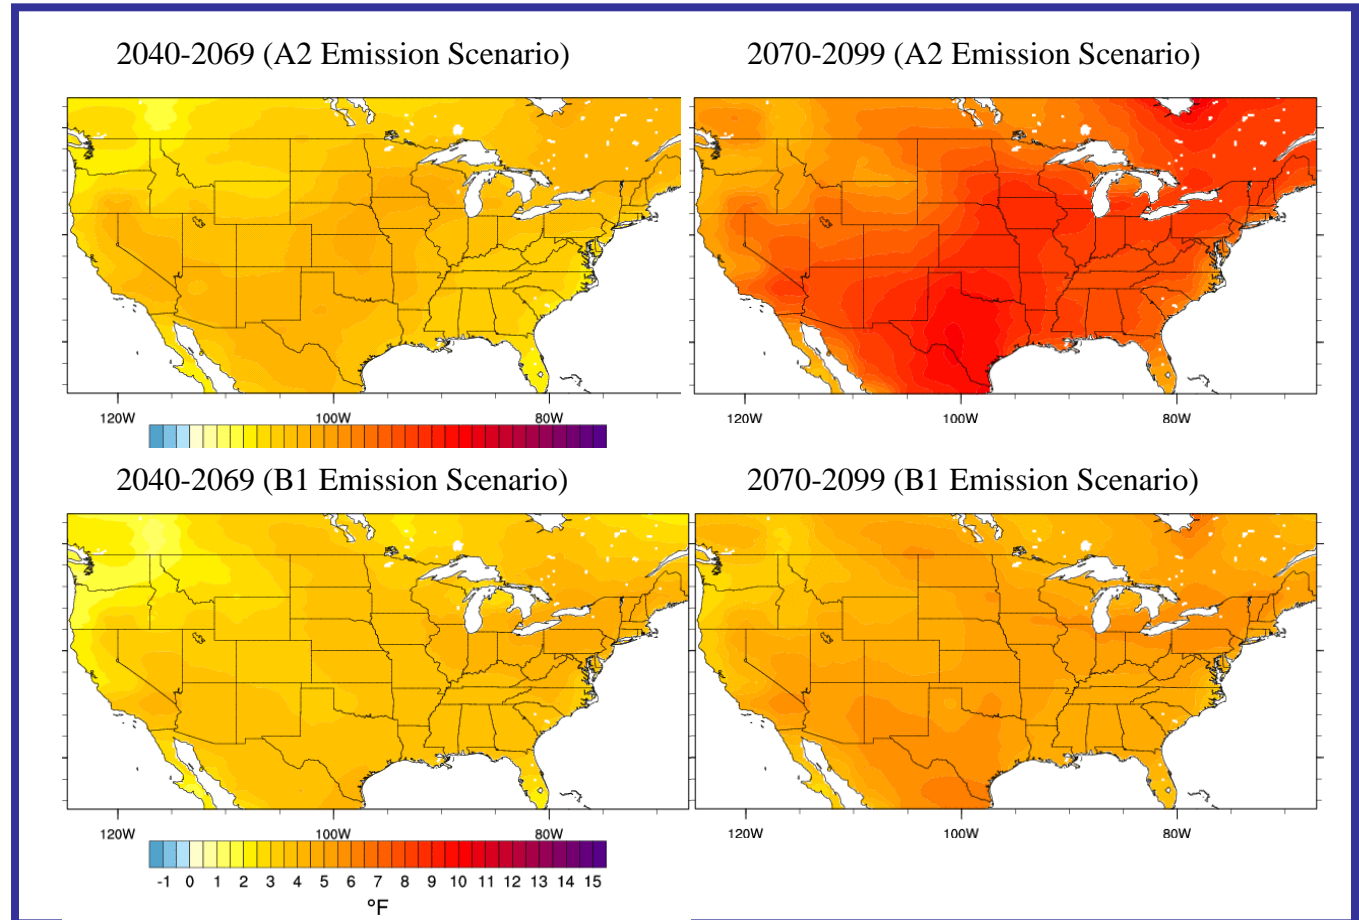 2040-2069 (A2 Emission Scenario)
2070-2099 (A2 Emission Scenario)
120W 100W 80W
120W 100W 80W
2040-2069 (B1 Emission Scenario)
2070-2099 (B1 Emission Scenario)
120W 100W 80W
120W 100W 80W
-1 0 1 2 3 4 5 6 7 8 9 10 11 12 13 14 15
°F